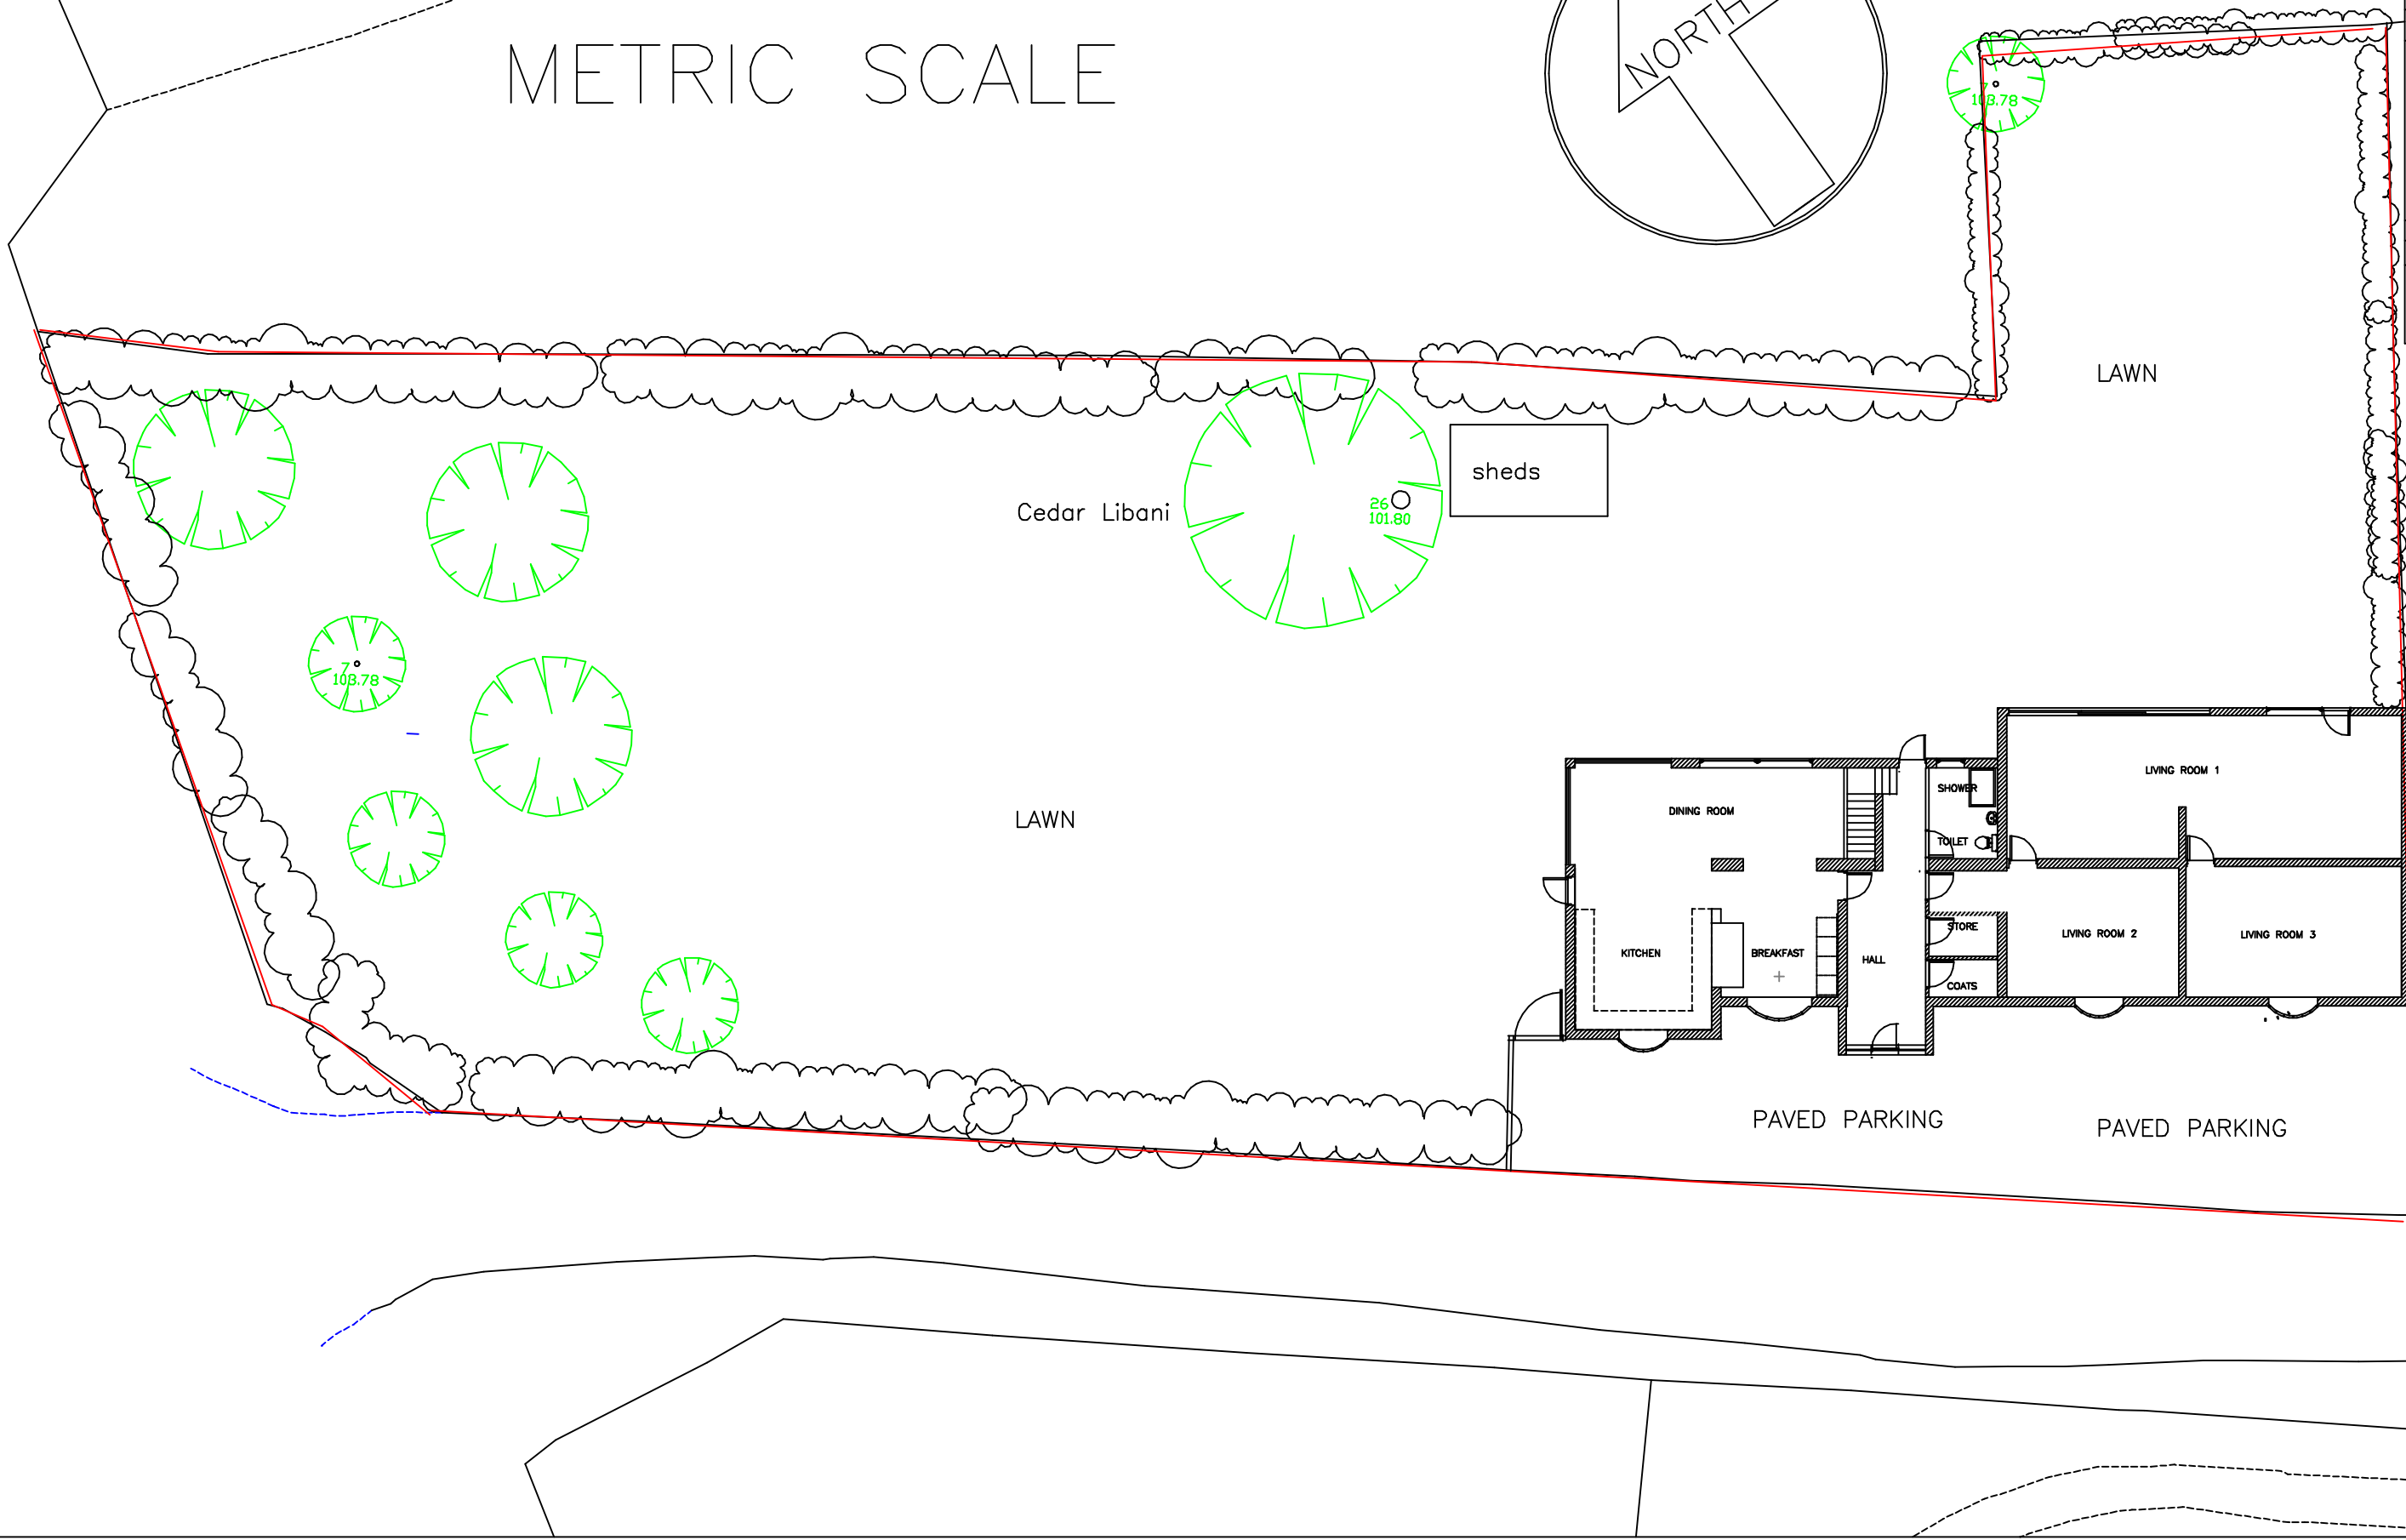 METRIC SCALE
NORTH
7
103.78
LAWN
sheds
Cedar Libani
26
101.80
7
103.78
LAWN
LIVING ROOM 1
SHOWER
DINING ROOM
TOILET
STORE
LIVING ROOM 2
LIVING ROOM 3
KITCHEN
BREAKFAST
HALL
COATS
PAVED PARKING
PAVED PARKING